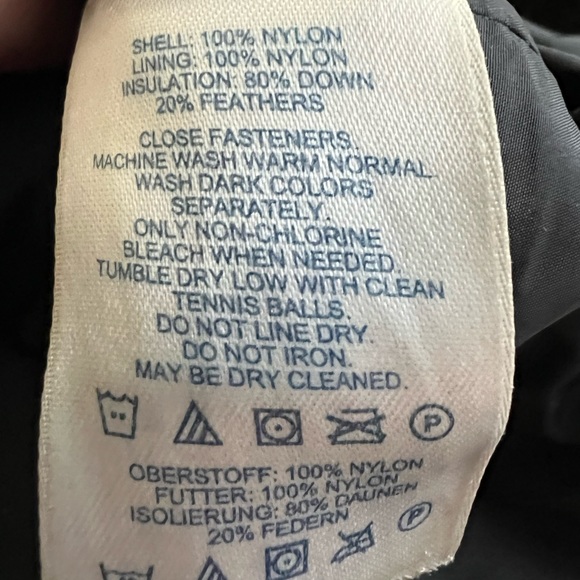 SHELL: 100% NYLON
LINING: 100% NYLON
INSULATION: 80% DOWN
20% FEATHERS
CLOSE FASTENERS.
MACHINE WASH WARM NORMAL
WASH DARK COLORS
SEPARATELY.
ONLY NON-CHLORINE
BLEACH WHEN NEEDED.
TUMBLE DRY LOW WITH CLEAN
TENNIS BALLS.
DO NOT LINE DRY.
DO NOT IRON.
MAY BE DRY CLEANED.
P
OBERSTOFF: 100% NYLON
FUTTER: 100% NYLON
ISOLIERUNG: 80% DAUNEN
20% FEDERN
P